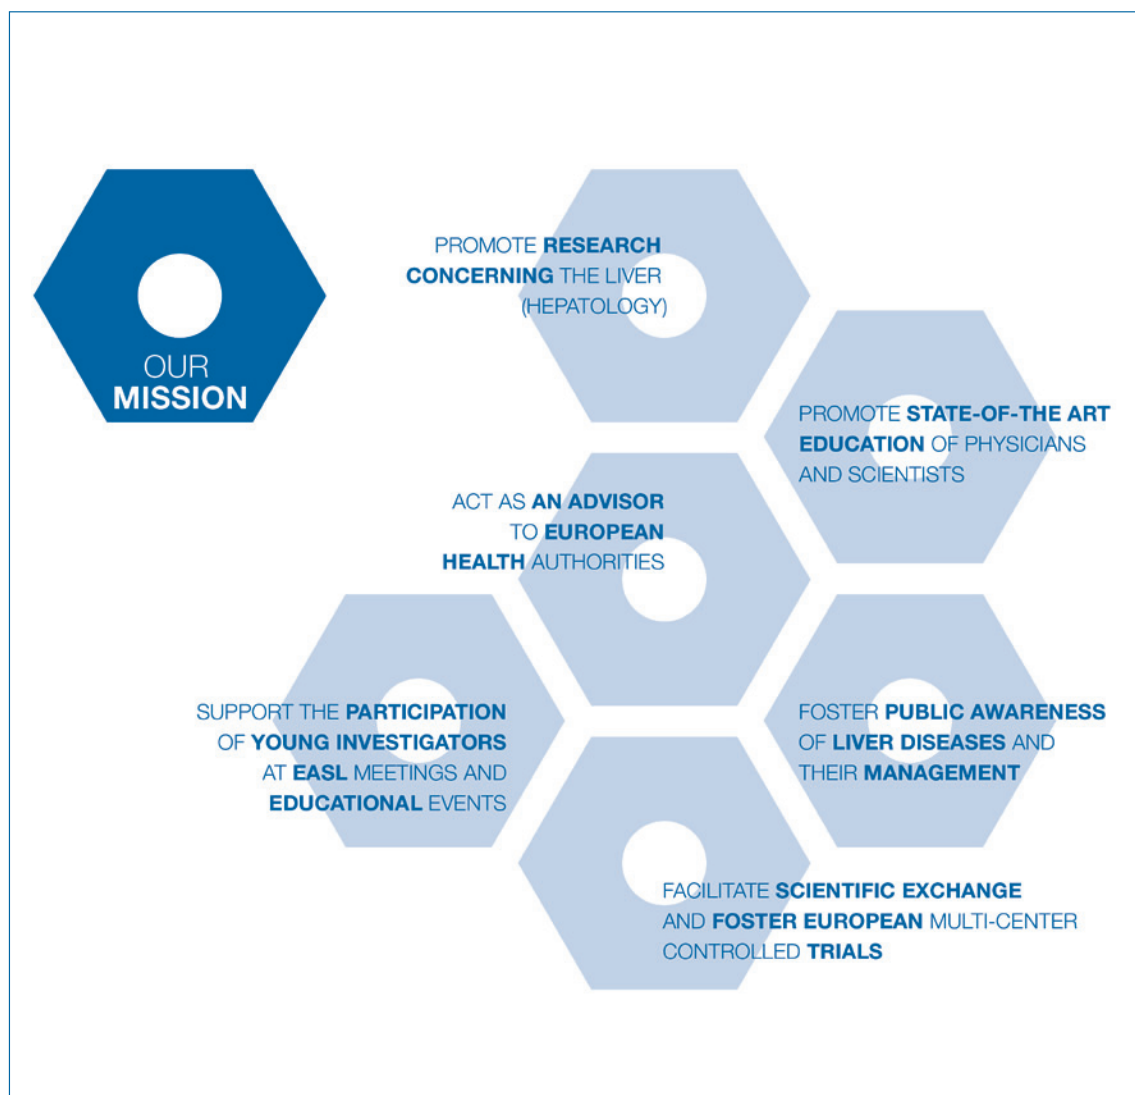 OUR
MISSION
PROMOTE RESEARCH
CONCERNING THE LIVER
(HEPATOLOGY)
PROMOTE STATE-OF-THE ART
EDUCATION OF PHYSICIANS
AND SCIENTISTS
ACT AS AN ADVISOR
TO EUROPEAN
HEALTH AUTHORITIES
SUPPORT THE PARTICIPATION
OF YOUNG INVESTIGATORS
AT EASL MEETINGS AND
EDUCATIONAL EVENTS
FOSTER PUBLIC AWARENESS
OF LIVER DISEASES AND
THEIR MANAGEMENT
FACILITATE SCIENTIFIC EXCHANGE
AND FOSTER EUROPEAN MULTI-CENTER
CONTROLLED TRIALS